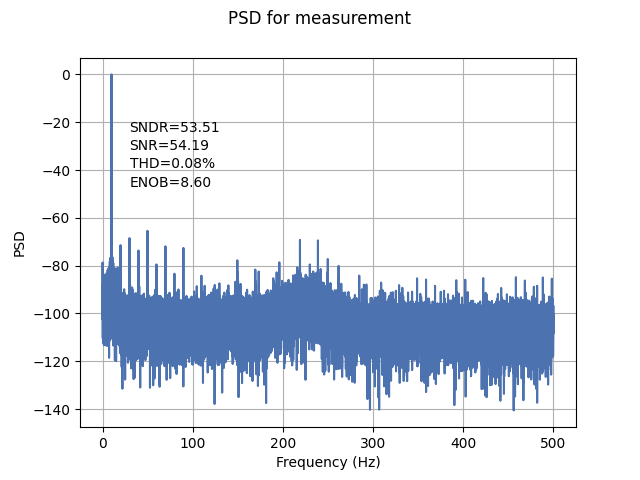 PSD for measurement
0
−20
−40
−60
−80
−100
−120
−140
PSD
SNDR=53.51
SNR=54.19
THD=0.08%
ENOB=8.60
0 100 200 300 400 500
Frequency (Hz)